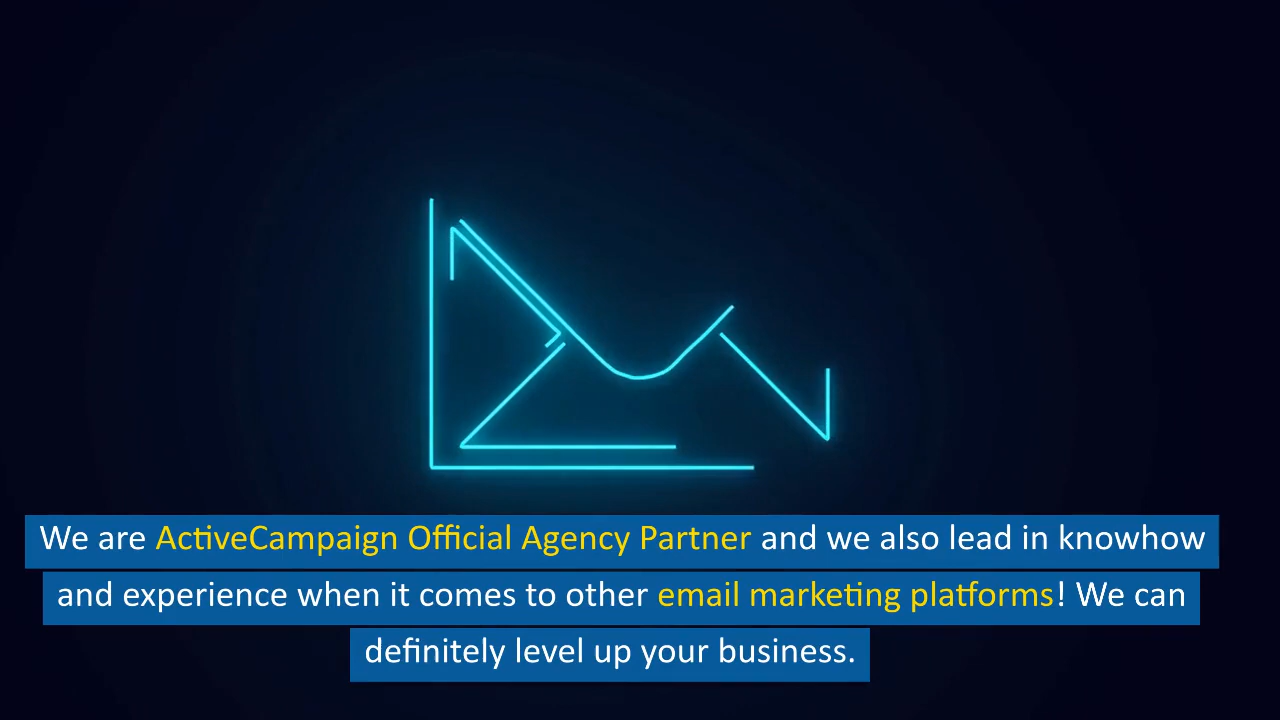 We are ActiveCampaign Official Agency Partner and we also lead in knowhow
and experience when it comes to other email marketing platforms! We can
definitely level up your business.